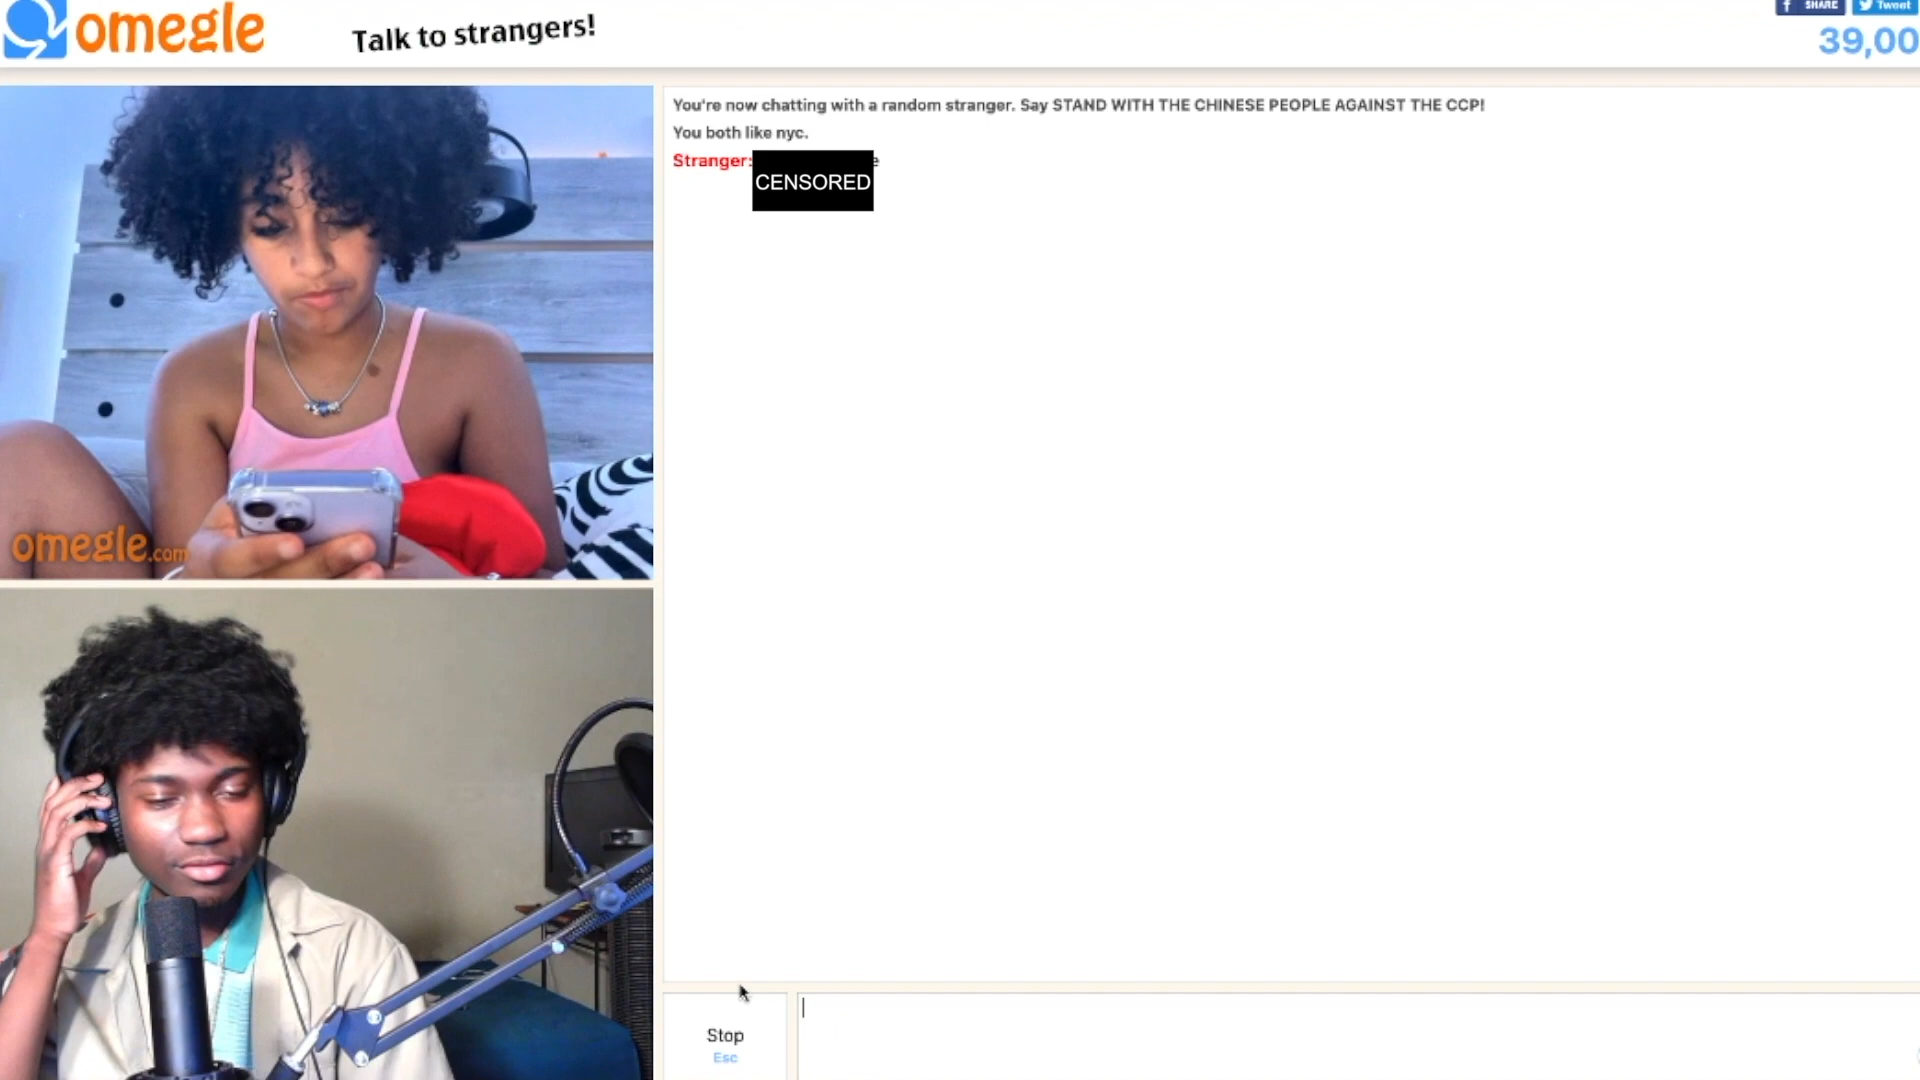 omegle
Talk to strangers!
SHARE
Tweet
39,00
You're now chatting with a random stranger. Say STAND WITH THE CHINESE PEOPLE AGAINST THE CCP!
You both like nyc.
Stranger: CENSORED e
omegle.com
Stop
Esc